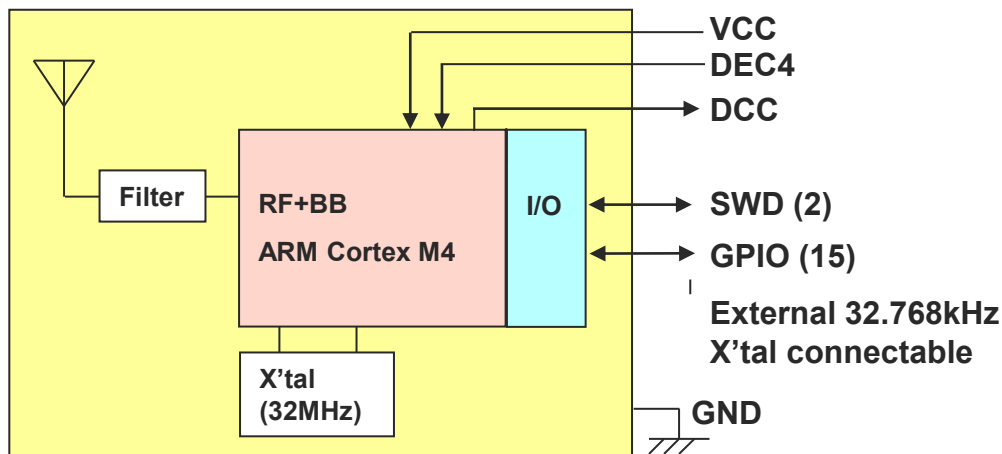 VCC
DEC4
DCC
Filter
RF+BB
ARM Cortex M4
I/O
SWD (2)
GPIO (15)
External 32.768kHz
X’tal connectable
X’tal
(32MHz)
GND